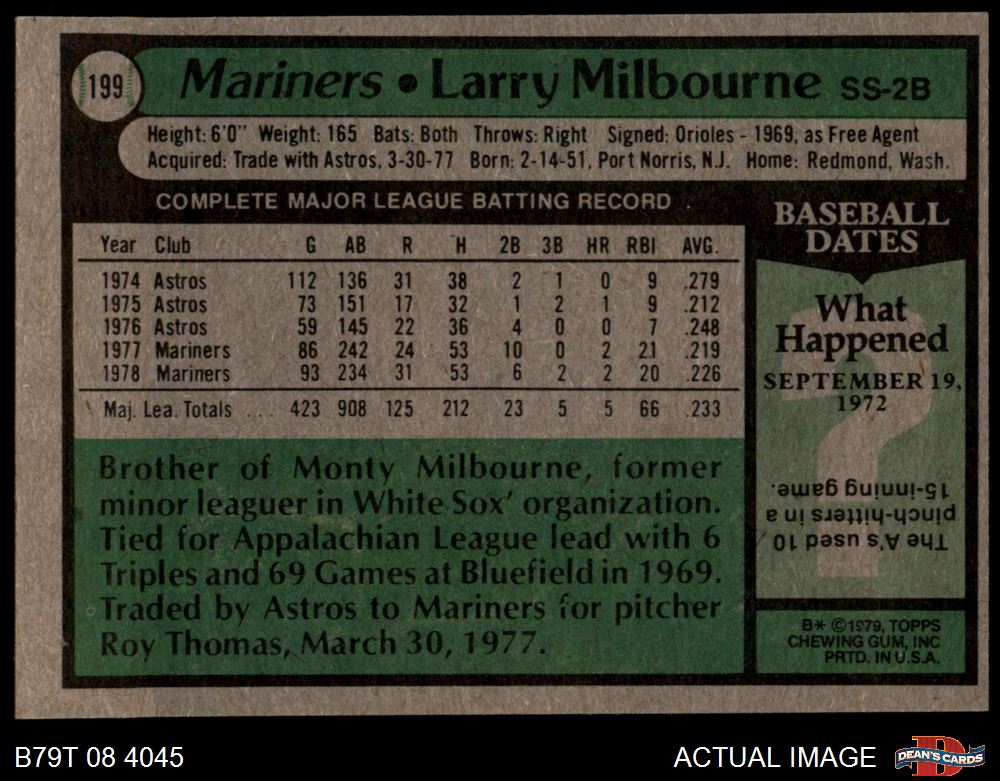 199
Mariners • Larry Milbourne SS-2B
Height: 6'0" Weight: 165 Bats: Both Throws: Right Signed: Orioles - 1969, as Free Agent
Acquired: Trade with Astros, 3-30-77 Born: 2-14-51, Port Norris, N.J. Home: Redmond, Wash.
COMPLETE MAJOR LEAGUE BATTING RECORD
Year Club G AB R H 2B 3B HR RBI AVG.
1974 Astros 112 136 31 38 2 1 0 9 .279
1975 Astros 73 151 17 32 1 2 1 9 .212
1976 Astros 59 145 22 36 4 0 0 7 .248
1977 Mariners 86 242 24 53 10 0 2 21 .219
1978 Mariners 93 234 31 53 6 2 2 20 .226
Maj. Lea. Totals ... 423 908 125 212 23 5 5 66 .233
Brother of Monty Milbourne, former
minor leaguer in White Sox' organization.
Tied for Appalachian League lead with 6
Triples and 69 Games at Bluefield in 1969.
Traded by Astros to Mariners for pitcher
Roy Thomas, March 30, 1977.
BASEBALL
DATES
What
Happened
SEPTEMBER 19,
1972
?
The A's used 10
pinch-hitters in a
15-inning game.
B* ©1979, TOPPS
CHEWING GUM, INC
PRTD. IN U.S.A.
B79T 08 4045
ACTUAL IMAGE
D
DEAN'S CARDS